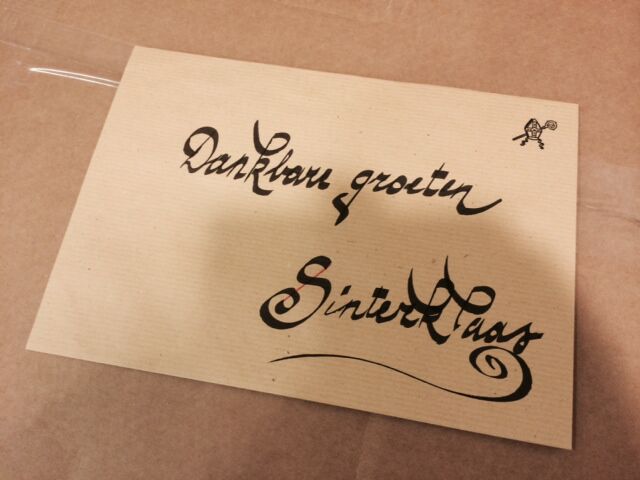 Dankbare groeten
Sinterklaas